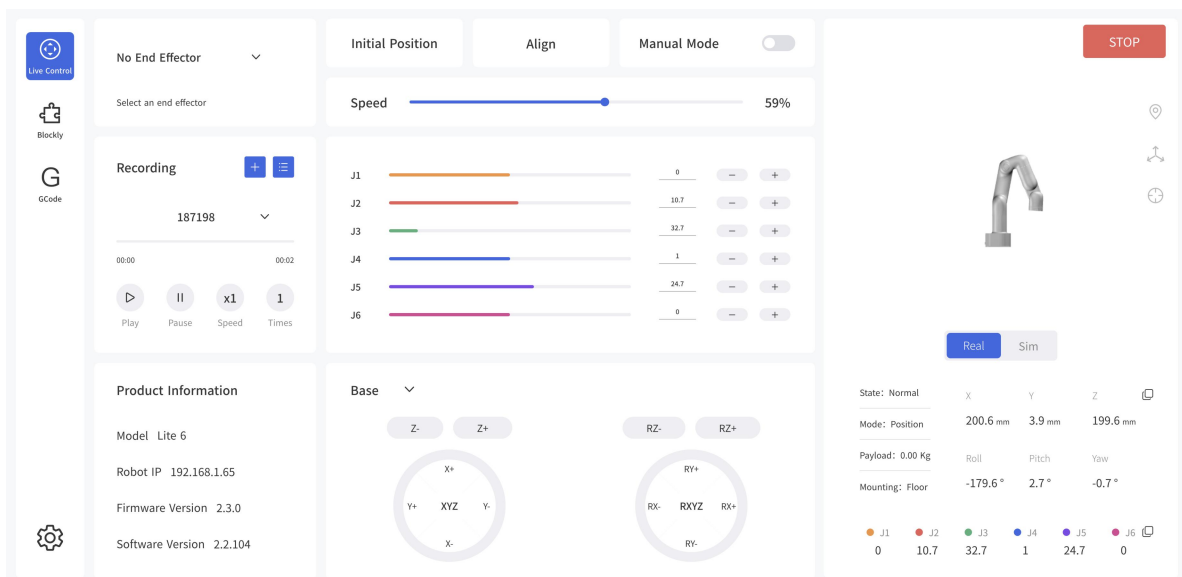 Live Control
Blockly
G
GCode
No End Effector
Select an end effector
Recording
+
187198
00:00 00:02
x1 1
Play Pause Speed Times
Product Information
Model Lite 6
Robot IP 192.168.1.65
Firmware Version 2.3.0
Software Version 2.2.104
Initial Position Align Manual Mode
Speed 59%
J1 0 − +
J2 10.7 − +
J3 32.7 − +
J4 1 − +
J5 24.7 − +
J6 0 − +
Base
Z- Z+ RZ- RZ+
X+ RY+
Y+ XYZ Y- RX- RXYZ RX+
X- RY-
STOP
Real Sim
State: Normal
Mode: Position
Payload: 0.00 Kg
Mounting: Floor
X Y Z
200.6 mm 3.9 mm 199.6 mm
Roll Pitch Yaw
-179.6 ° 2.7 ° -0.7 °
J1 J2 J3 J4 J5 J6
0 10.7 32.7 1 24.7 0